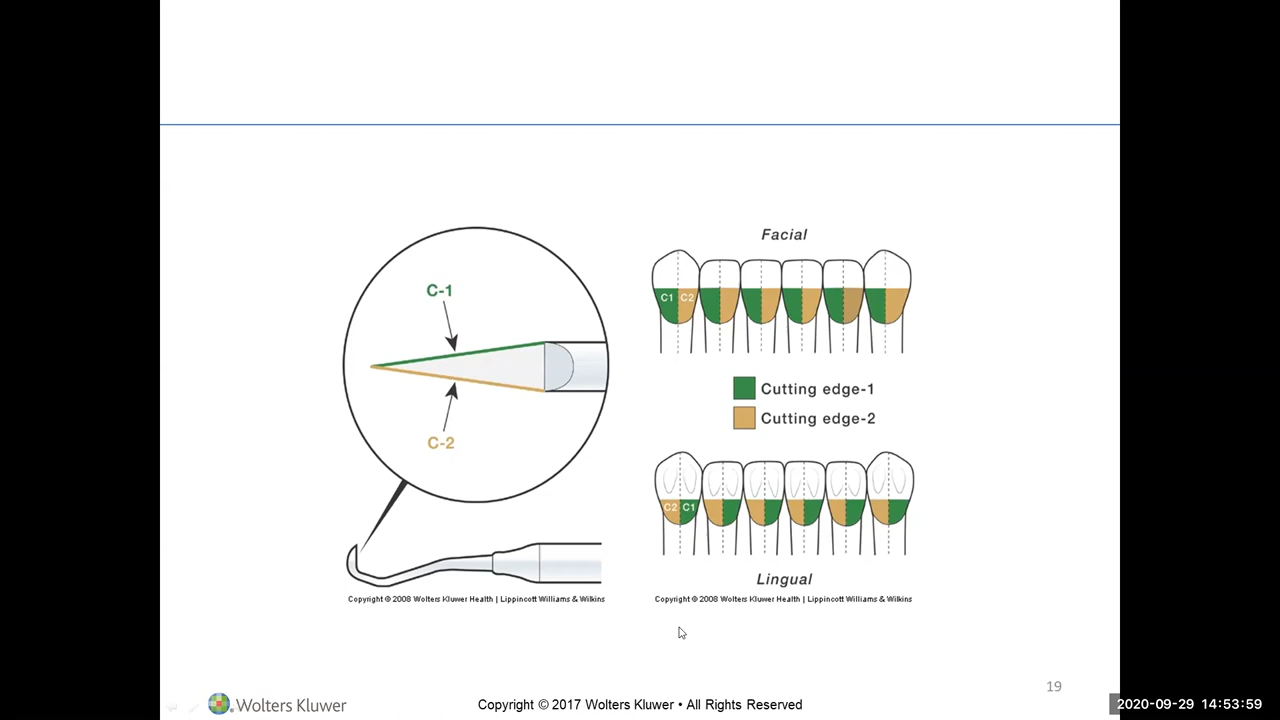 C-1
C-2
Copyright © 2008 Wolters Kluwer Health | Lippincott Williams & Wilkins
Facial
C1 C2
Cutting edge-1
Cutting edge-2
C2 C1
Lingual
Copyright © 2008 Wolters Kluwer Health | Lippincott Williams & Wilkins
19
Wolters Kluwer
Copyright © 2017 Wolters Kluwer • All Rights Reserved
2020-09-29 14:53:59